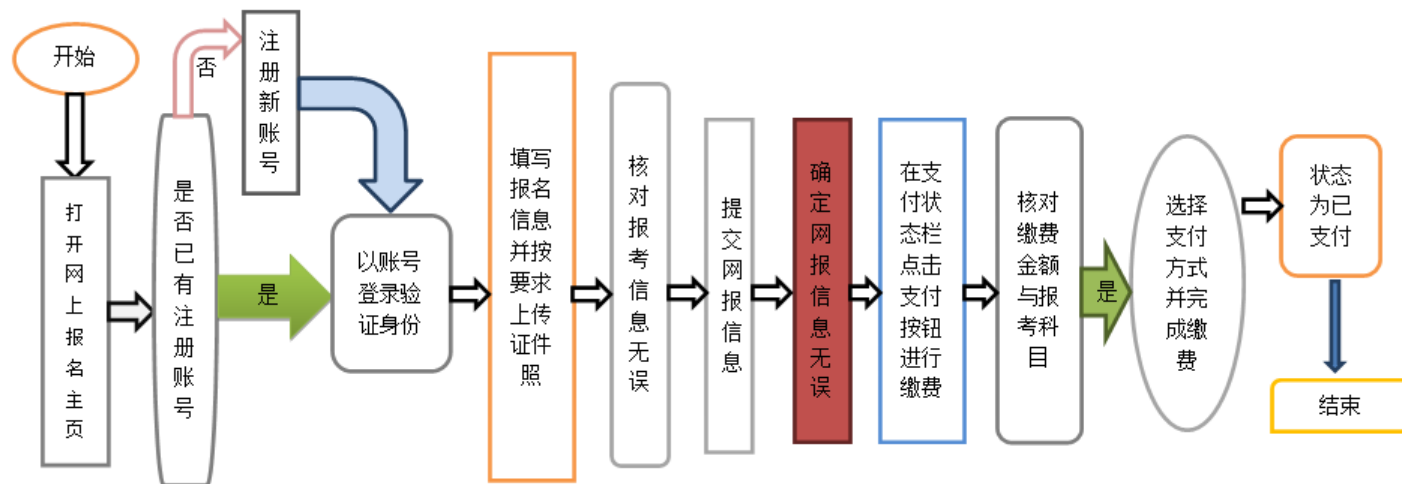 开始
打开网上报名主页
是否已有注册账号
否
注册新账号
是
以账号
登录验
证身份
填写
报名
信息
并按
要求
上传
证件
照
核对报考信息无误
提交网报信息
确定网报信息无误
在支
付状
态栏
点击
支付
按钮
进行
缴费
核对
缴费
金额
与报
考科
目
是
选择
支付
方式
并完
成缴
费
状态
为已
支付
结束